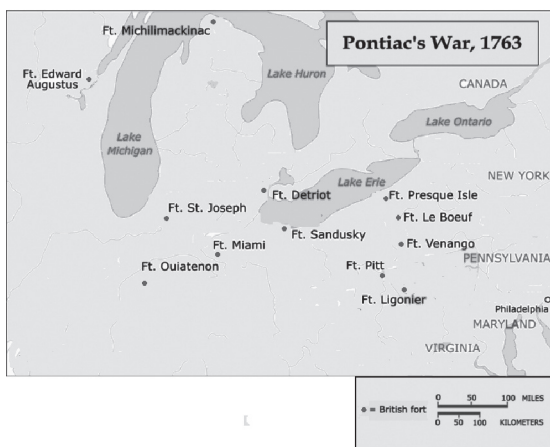 Pontiac's War, 1763
Ft. Michilimackinac
Lake Huron
CANADA
Ft. Edward
Augustus
Lake Ontario
Lake
Michigan
NEW YORK
Lake Erie
Ft. Detriot
Ft. Presque Isle
Ft. St. Joseph
Ft. Le Boeuf
Ft. Sandusky
Ft. Miami
Ft. Venango
PENNSYLVANIA
Ft. Ouiatenon
Ft. Pitt
Ft. Ligonier
Philadelphia
MARYLAND
VIRGINIA
= British fort
0 50 100 MILES
0 50 100 KILOMETERS